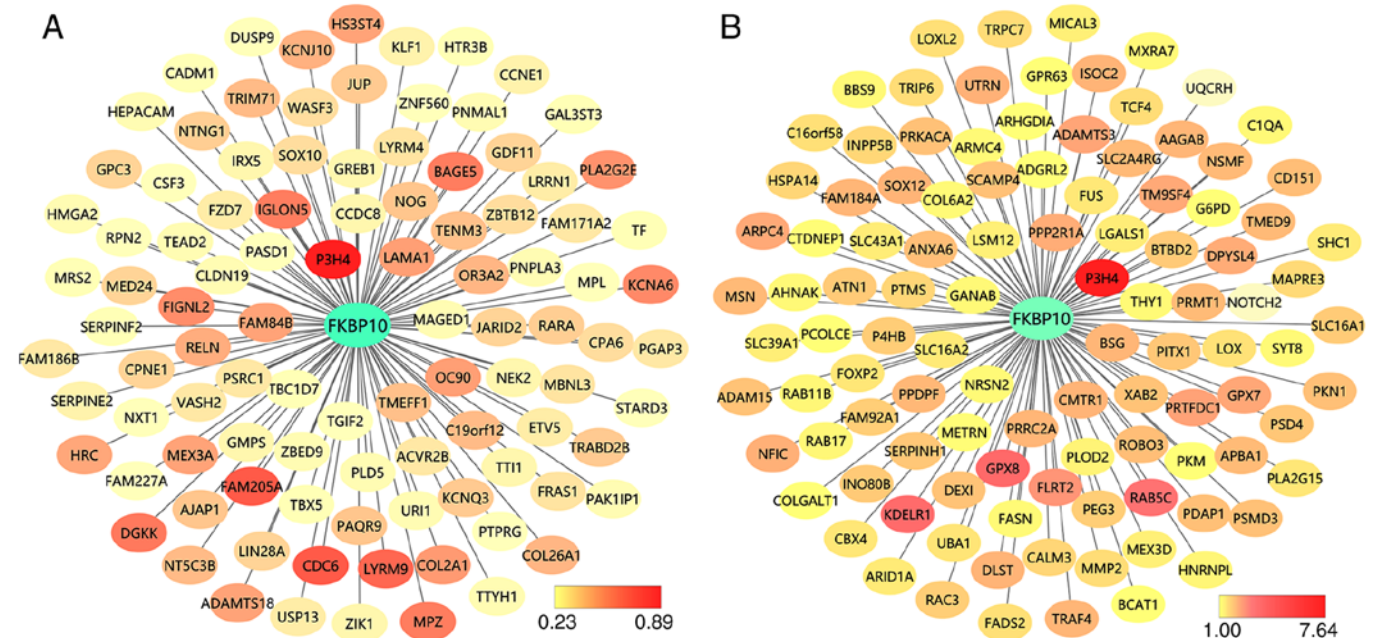 A
HS3ST4
DUSP9
KCNJ10
KLF1
HTR3B
CADM1
JUP
CCNE1
TRIM71
WASF3
ZNF560
PNMAL1
HEPACAM
GAL3ST3
NTNG1
LYRM4
IRX5
SOX10
GREB1
GDF11
GPC3
CSF3
BAGE5
PLA2G2E
LRRN1
FZD7
IGLON5
CCDC8
NOG
ZBTB12
HMGA2
TENM3
FAM171A2
TF
RPN2
TEAD2
PASD1
P3H4
LAMA1
OR3A2
PNPLA3
MRS2
CLDN19
MED24
MPL
KCNA6
FIGNL2
FAM84B
FKBP10
MAGED1
SERPINF2
JARID2
RARA
RELN
CPA6
PGAP3
FAM186B
CPNE1
PSRC1
TBC1D7
OC90
NEK2
MBNL3
SERPINE2
VASH2
TMEFF1
STARD3
NXT1
TGIF2
C19orf12
ETV5
TRABD2B
HRC
MEX3A
GMPS
ZBED9
ACVR2B
TTI1
FAM227A
FAM205A
PLD5
FRAS1
PAK1IP1
AJAP1
TBX5
URI1
KCNQ3
DGKK
PAQR9
PTPRG
LIN28A
COL26A1
NT5C3B
CDC6
LYRM9
COL2A1
ADAMTS18
USP13
ZIK1
MPZ
TTYH1
0.23
0.89
B
LOXL2
TRPC7
MICAL3
MXRA7
BBS9
TRIP6
UTRN
GPR63
ISOC2
UQCRH
TCF4
C16orf58
INPP5B
PRKACA
ARHGDIA
ADAMTS3
AAGAB
C1QA
ARMC4
SLC2A4RG
NSMF
HSPA14
FAM184A
SOX12
SCAMP4
ADGRL2
CD151
COL6A2
FUS
TM9SF4
G6PD
ARPC4
CTDNEP1
SLC43A1
ANXA6
LSM12
PPP2R1A
LGALS1
BTBD2
TMED9
SHC1
DPYSL4
P3H4
MAPRE3
MSN
AHNAK
ATN1
PTMS
GANAB
THY1
PRMT1
NOTCH2
FKBP10
SLC16A1
SLC39A1
PCOLCE
P4HB
SLC16A2
BSG
PITX1
LOX
SYT8
FOXP2
NRSN2
ADAM15
RAB11B
PPDPF
CMTR1
XAB2
PRTFDC1
GPX7
PKN1
FAM92A1
METRN
PRRC2A
PSD4
RAB17
ROBO3
NFIC
SERPINH1
GPX8
PLOD2
PKM
APBA1
PLA2G15
INO80B
DEXI
FLRT2
RAB5C
COLGALT1
KDELR1
FASN
PEG3
PDAP1
PSMD3
CBX4
UBA1
CALM3
MEX3D
ARID1A
DLST
MMP2
HNRNPL
RAC3
BCAT1
FADS2
TRAF4
1.00
7.64